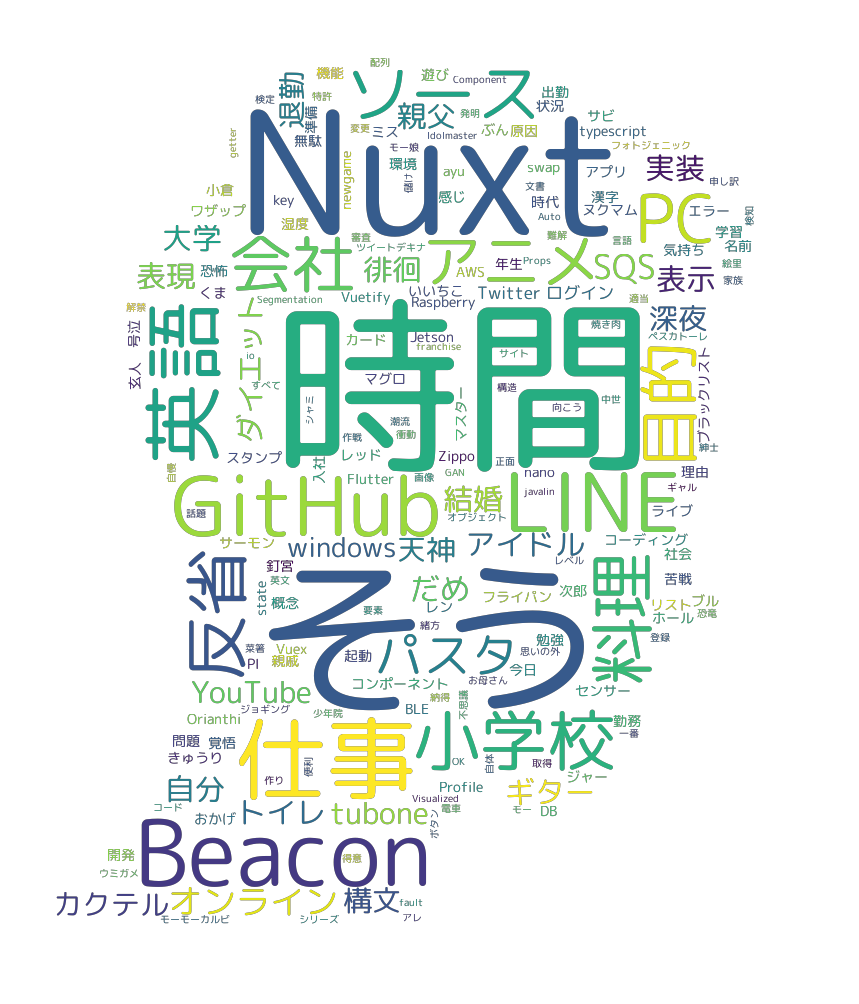 配列
機能
遊び
Component
ソース
退勤
検定
特許
準備
親父
発明
出勤
状況
サビ
typescript
変更
ミス
Idolmaster
ぶん
原因
getter
無駄
モー娘
フォトジェニック
Nuxt
環境
ayu
swap
アプリ
実装
申し訳
小倉
key
newgame
儲け
感じ
文書
時代
漢字
ヌクマム
PC
エラー
検知
ワザップ
湿度
Auto
学習
大学
審査
ツイートデキナ
難解
言語
気持ち
名前
表現
恐怖
会社
徘徊
アニメ
AWS
年生
Props
SQS
表示
絵里
家族
くま
Segmentation
Vuetify
いいちこ
Raspberry
Twitter
ログイン
適当
解禁
英語
号泣
玄人
ダイエット
io
すべて
カード
Jetson
franchise
サイト
焼き肉
深夜
ペスカトーレ
時間
マグロ
マスター
構造
中世
目的
ブラックリスト
シャミ
潮流
向こう
紳士
作戦
衝動
スタンプ
入社
レッド
Zippo
正面
自慢
Flutter
画像
GAN
nano
理由
GitHub
結婚
javalin
LINE
ギャル
話題
オブジェクト
ライブ
サーモン
windows
天神
アイドル
コーディング
レベル
社会
反省
釘宮
英文
state
概念
そう
だめ
フライパン
次郎
料理
苦戦
要素
レン
リスト
ブル
恐竜
ホール
緒方
登録
菜箸
Vuex
起動
パスタ
勉強
思いの外
PI
親戚
今日
お母さん
YouTube
コンポーネント
センサー
ジョギング
納得
不思議
Orianthi
少年院
BLE
小学校
勤務
一番
問題
覚悟
仕事
きゅうり
便利
OK
自体
取得
自分
作り
Profile
ジャー
ギター
コード
Visualized
おかげ
トイレ
tubone
電車
モー
DB
ボタン
Beacon
開発
得意
ウミガメ
カクテル
オンライン
構文
fault
モーモーカルビ
シリーズ
アレ